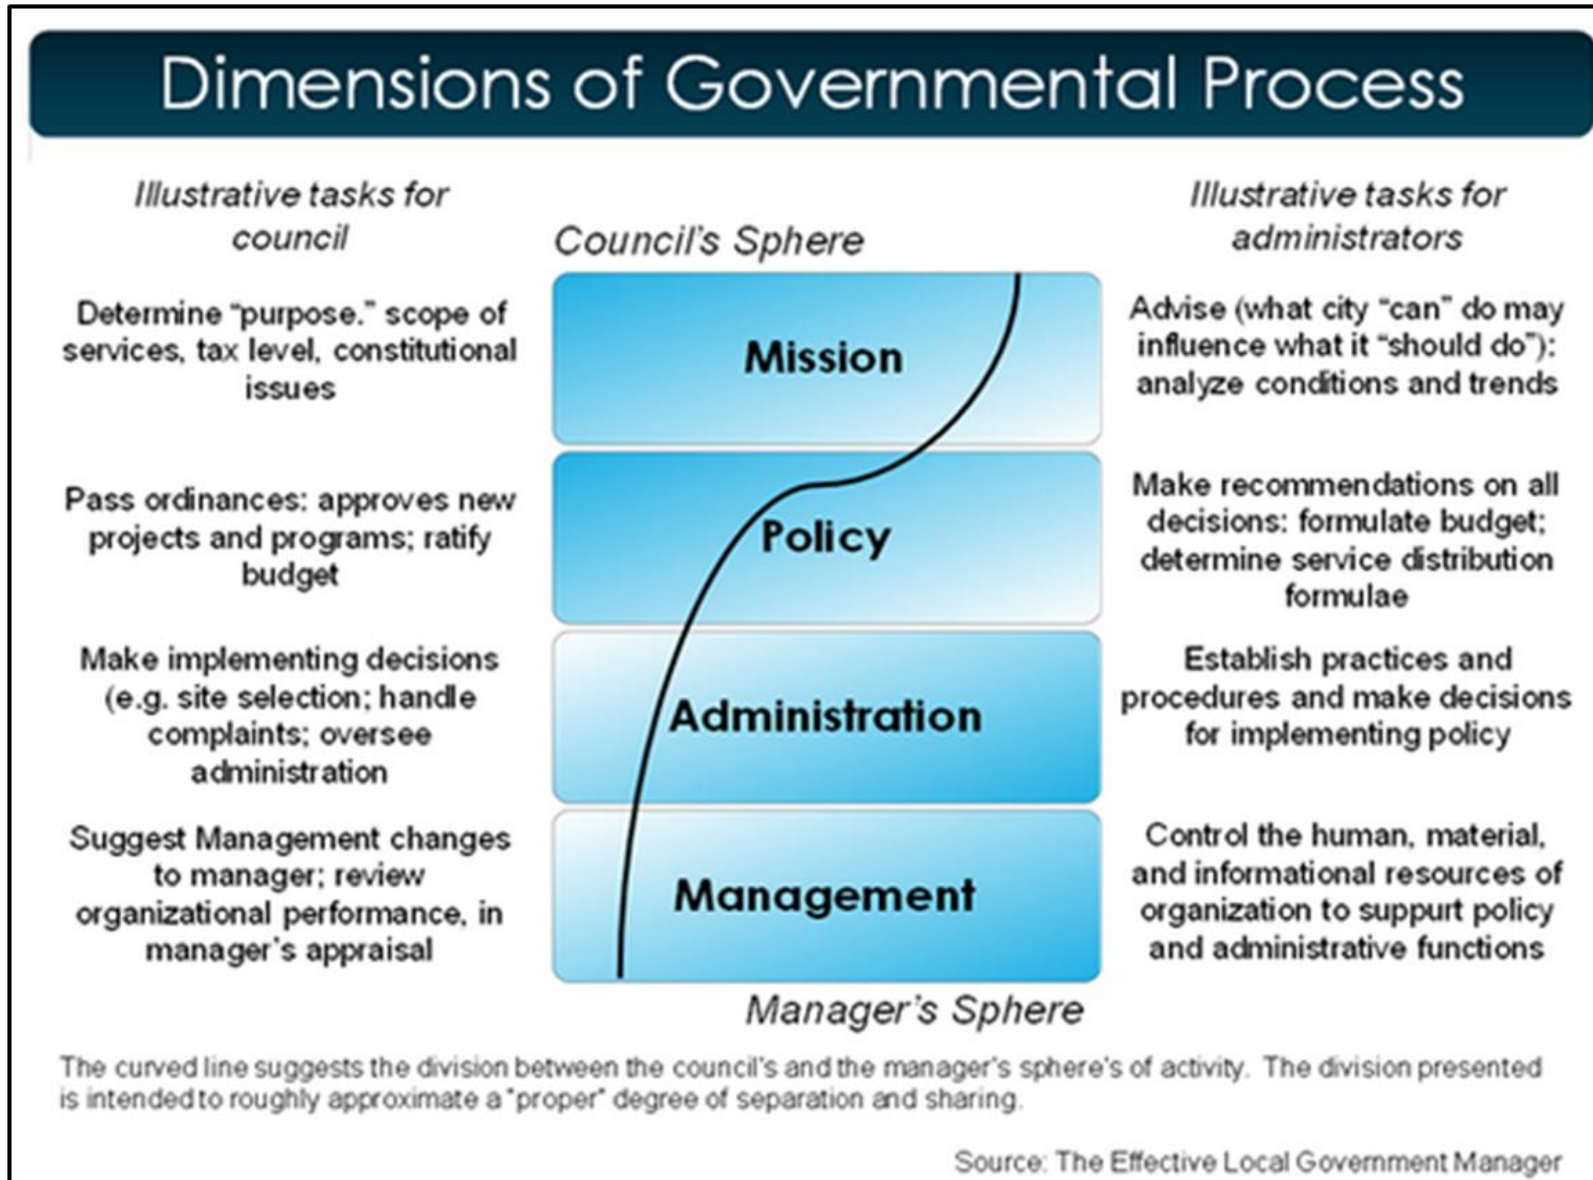 Dimensions of Governmental Process
Illustrative tasks for
council
Council's Sphere
Illustrative tasks for
administrators
Determine “purpose.” scope of
services, tax level, constitutional
issues
Mission
Advise (what city “can” do may
influence what it “should do”):
analyze conditions and trends
Pass ordinances: approves new
projects and programs; ratify
budget
Policy
Make recommendations on all
decisions: formulate budget;
determine service distribution
formulae
Make implementing decisions
(e.g. site selection; handle
complaints; oversee
administration
Administration
Establish practices and
procedures and make decisions
for implementing policy
Suggest Management changes
to manager; review
organizational performance, in
manager's appraisal
Management
Control the human, material,
and informational resources of
organization to suppurt policy
and administrative functions
Manager's Sphere
The curved line suggests the division between the council's and the manager's sphere's of activity. The division presented
is intended to roughly approximate a "proper" degree of separation and sharing.
Source: The Effective Local Government Manager